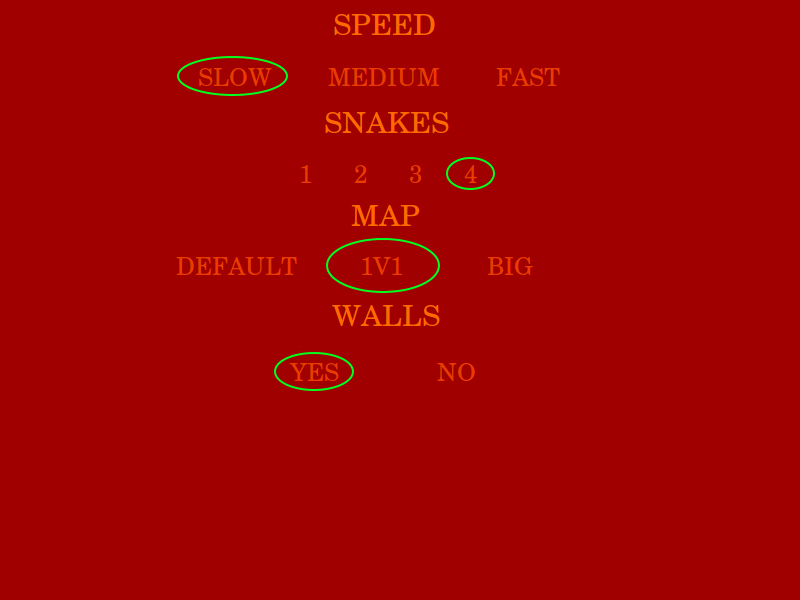 SPEED
SLOW MEDIUM FAST
SNAKES
1 2 3 4
MAP
DEFAULT 1V1 BIG
WALLS
YES NO